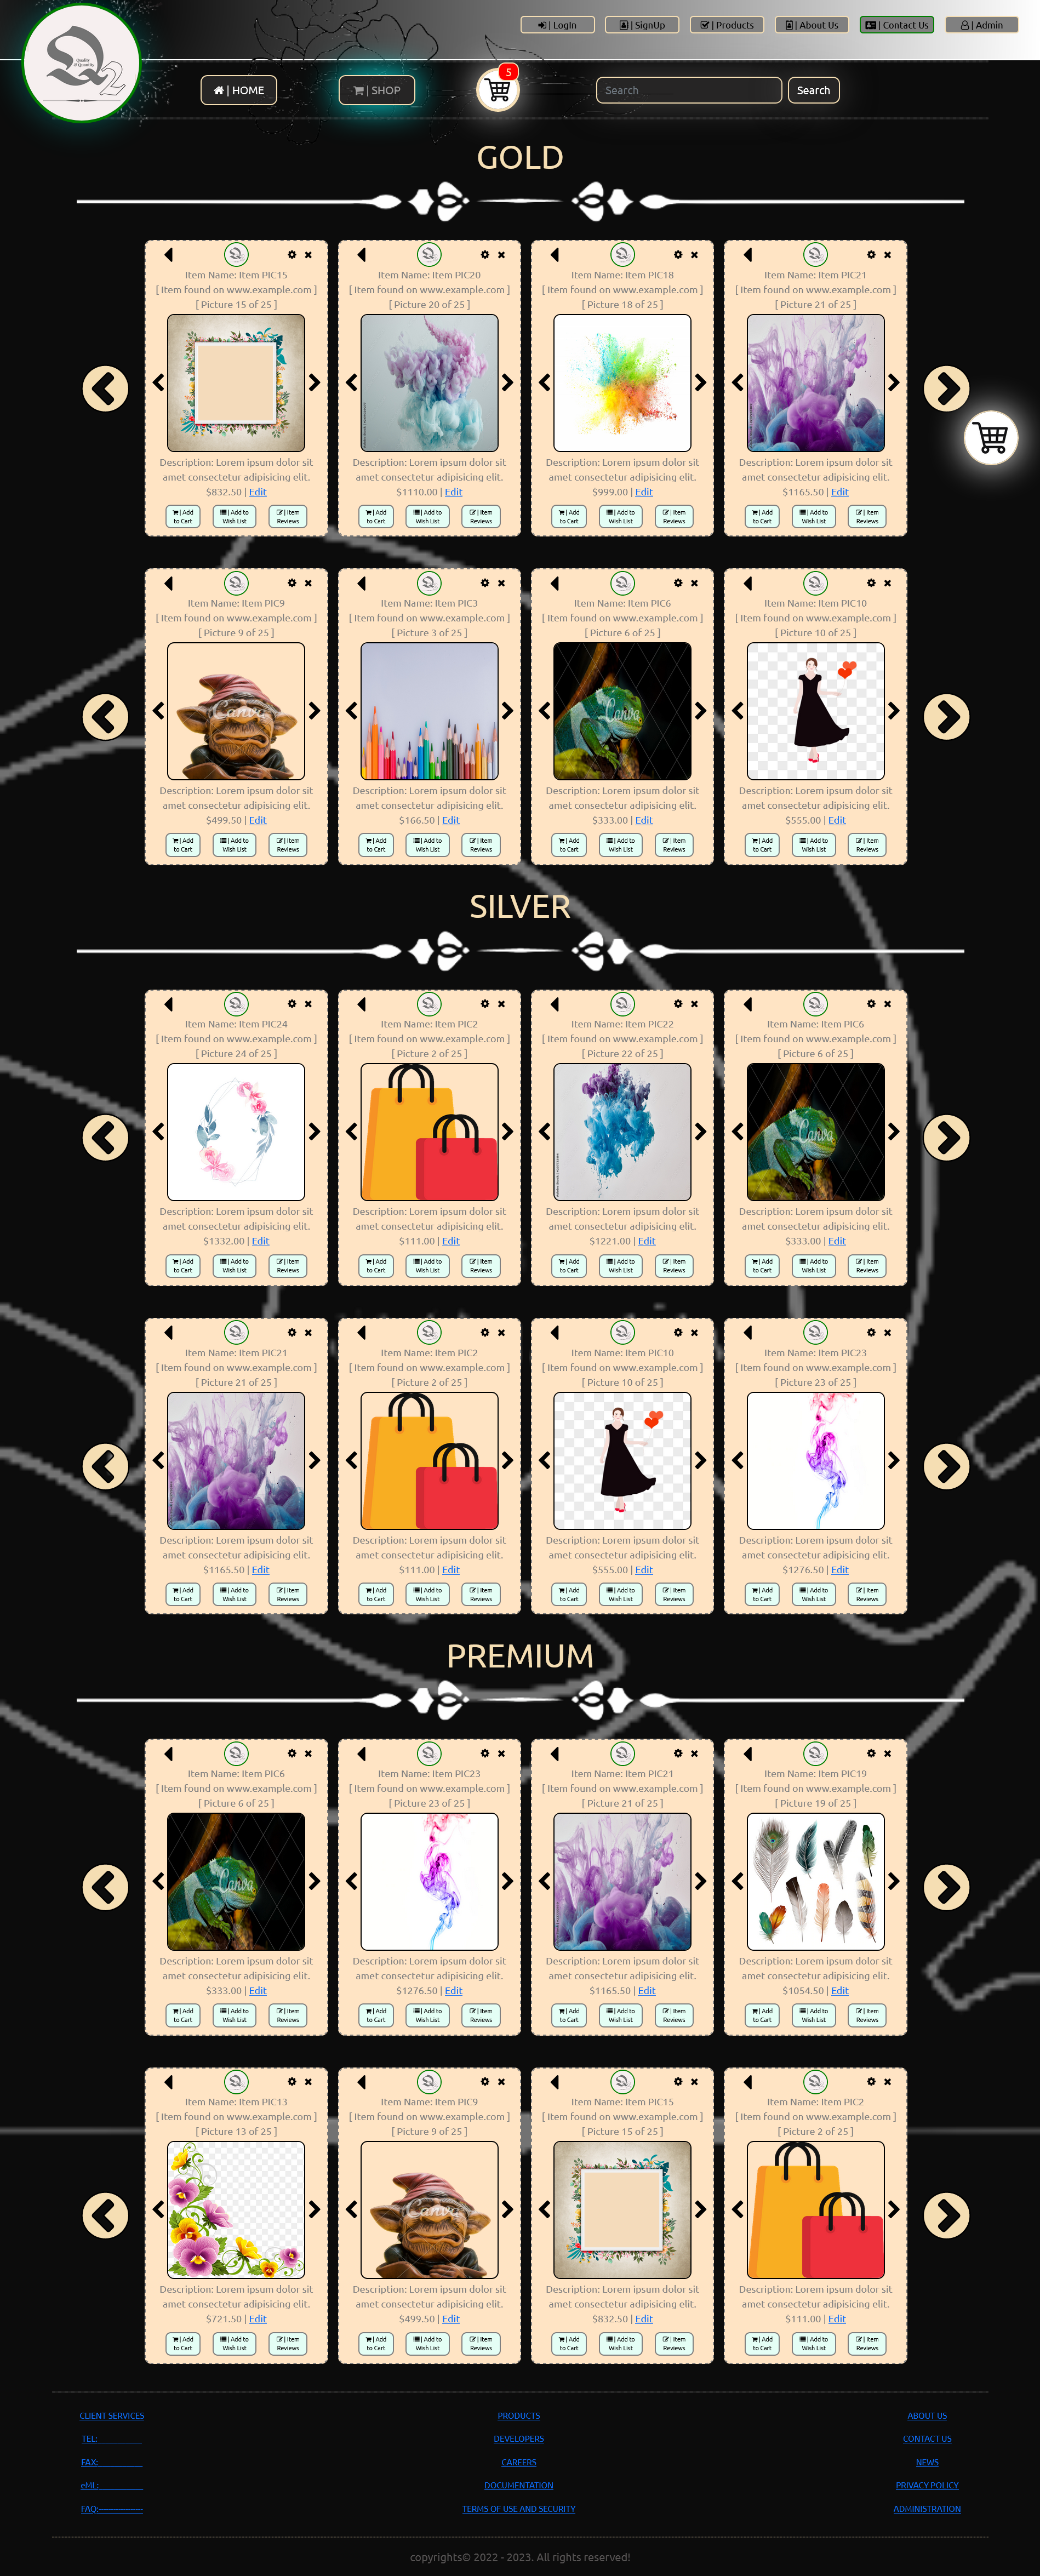 | LogIn | SignUp | Products | About Us | Contact Us | Admin
Quality
& Quantity
Q2
| HOME | SHOP 5 Search Search
GOLD
Item Name: Item PIC15 Item Name: Item PIC20 Item Name: Item PIC18 Item Name: Item PIC21
[ Item found on www.example.com ] [ Item found on www.example.com ] [ Item found on www.example.com ] [ Item found on www.example.com ]
[ Picture 15 of 25 ] [ Picture 20 of 25 ] [ Picture 18 of 25 ] [ Picture 21 of 25 ]
Description: Lorem ipsum dolor sit Description: Lorem ipsum dolor sit Description: Lorem ipsum dolor sit Description: Lorem ipsum dolor sit
amet consectetur adipisicing elit. amet consectetur adipisicing elit. amet consectetur adipisicing elit. amet consectetur adipisicing elit.
$832.50 | Edit $1110.00 | Edit $999.00 | Edit $1165.50 | Edit
| Add | Add to | Item | Add | Add to | Item | Add | Add to | Item | Add | Add to | Item
to Cart Wish List Reviews to Cart Wish List Reviews to Cart Wish List Reviews to Cart Wish List Reviews
Item Name: Item PIC9 Item Name: Item PIC3 Item Name: Item PIC6 Item Name: Item PIC10
[ Item found on www.example.com ] [ Item found on www.example.com ] [ Item found on www.example.com ] [ Item found on www.example.com ]
[ Picture 9 of 25 ] [ Picture 3 of 25 ] [ Picture 6 of 25 ] [ Picture 10 of 25 ]
Canva Canva
Description: Lorem ipsum dolor sit Description: Lorem ipsum dolor sit Description: Lorem ipsum dolor sit Description: Lorem ipsum dolor sit
amet consectetur adipisicing elit. amet consectetur adipisicing elit. amet consectetur adipisicing elit. amet consectetur adipisicing elit.
$499.50 | Edit $166.50 | Edit $333.00 | Edit $555.00 | Edit
| Add | Add to | Item | Add | Add to | Item | Add | Add to | Item | Add | Add to | Item
to Cart Wish List Reviews to Cart Wish List Reviews to Cart Wish List Reviews to Cart Wish List Reviews
SILVER
Item Name: Item PIC24 Item Name: Item PIC2 Item Name: Item PIC22 Item Name: Item PIC6
[ Item found on www.example.com ] [ Item found on www.example.com ] [ Item found on www.example.com ] [ Item found on www.example.com ]
[ Picture 24 of 25 ] [ Picture 2 of 25 ] [ Picture 22 of 25 ] [ Picture 6 of 25 ]
Canva
Description: Lorem ipsum dolor sit Description: Lorem ipsum dolor sit Description: Lorem ipsum dolor sit Description: Lorem ipsum dolor sit
amet consectetur adipisicing elit. amet consectetur adipisicing elit. amet consectetur adipisicing elit. amet consectetur adipisicing elit.
$1332.00 | Edit $111.00 | Edit $1221.00 | Edit $333.00 | Edit
| Add | Add to | Item | Add | Add to | Item | Add | Add to | Item | Add | Add to | Item
to Cart Wish List Reviews to Cart Wish List Reviews to Cart Wish List Reviews to Cart Wish List Reviews
Item Name: Item PIC21 Item Name: Item PIC2 Item Name: Item PIC10 Item Name: Item PIC23
[ Item found on www.example.com ] [ Item found on www.example.com ] [ Item found on www.example.com ] [ Item found on www.example.com ]
[ Picture 21 of 25 ] [ Picture 2 of 25 ] [ Picture 10 of 25 ] [ Picture 23 of 25 ]
Description: Lorem ipsum dolor sit Description: Lorem ipsum dolor sit Description: Lorem ipsum dolor sit Description: Lorem ipsum dolor sit
amet consectetur adipisicing elit. amet consectetur adipisicing elit. amet consectetur adipisicing elit. amet consectetur adipisicing elit.
$1165.50 | Edit $111.00 | Edit $555.00 | Edit $1276.50 | Edit
| Add | Add to | Item | Add | Add to | Item | Add | Add to | Item | Add | Add to | Item
to Cart Wish List Reviews to Cart Wish List Reviews to Cart Wish List Reviews to Cart Wish List Reviews
PREMIUM
Item Name: Item PIC6 Item Name: Item PIC23 Item Name: Item PIC21 Item Name: Item PIC19
[ Item found on www.example.com ] [ Item found on www.example.com ] [ Item found on www.example.com ] [ Item found on www.example.com ]
[ Picture 6 of 25 ] [ Picture 23 of 25 ] [ Picture 21 of 25 ] [ Picture 19 of 25 ]
Canva
Description: Lorem ipsum dolor sit Description: Lorem ipsum dolor sit Description: Lorem ipsum dolor sit Description: Lorem ipsum dolor sit
amet consectetur adipisicing elit. amet consectetur adipisicing elit. amet consectetur adipisicing elit. amet consectetur adipisicing elit.
$333.00 | Edit $1276.50 | Edit $1165.50 | Edit $1054.50 | Edit
| Add | Add to | Item | Add | Add to | Item | Add | Add to | Item | Add | Add to | Item
to Cart Wish List Reviews to Cart Wish List Reviews to Cart Wish List Reviews to Cart Wish List Reviews
Item Name: Item PIC13 Item Name: Item PIC9 Item Name: Item PIC15 Item Name: Item PIC2
[ Item found on www.example.com ] [ Item found on www.example.com ] [ Item found on www.example.com ] [ Item found on www.example.com ]
[ Picture 13 of 25 ] [ Picture 9 of 25 ] [ Picture 15 of 25 ] [ Picture 2 of 25 ]
Canva
Description: Lorem ipsum dolor sit Description: Lorem ipsum dolor sit Description: Lorem ipsum dolor sit Description: Lorem ipsum dolor sit
amet consectetur adipisicing elit. amet consectetur adipisicing elit. amet consectetur adipisicing elit. amet consectetur adipisicing elit.
$721.50 | Edit $499.50 | Edit $832.50 | Edit $111.00 | Edit
| Add | Add to | Item | Add | Add to | Item | Add | Add to | Item | Add | Add to | Item
to Cart Wish List Reviews to Cart Wish List Reviews to Cart Wish List Reviews to Cart Wish List Reviews
CLIENT SERVICES PRODUCTS ABOUT US
TEL:__________ DEVELOPERS CONTACT US
FAX:__________ CAREERS NEWS
eML:__________ DOCUMENTATION PRIVACY POLICY
FAQ:--------------- TERMS OF USE AND SECURITY ADMINISTRATION
copyrights© 2022 - 2023. All rights reserved!